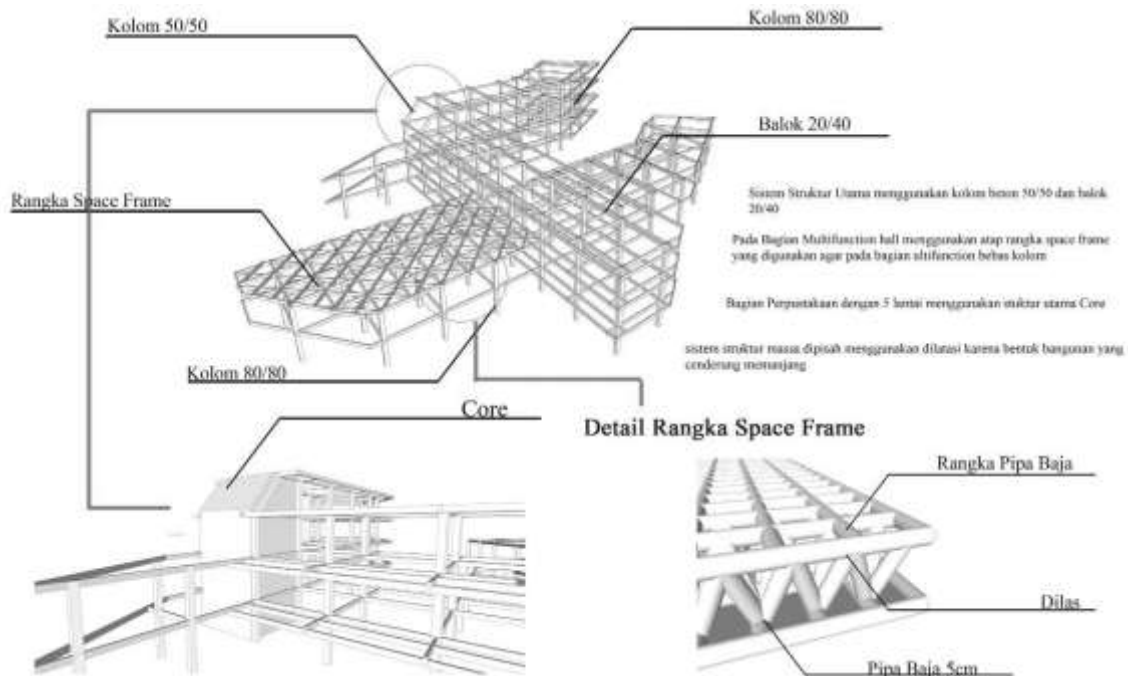 Kolom 50/50
Kolom 80/80
Balok 20/40
Rangka Space Frame
Sistem Struktur Utama menggunakan kolom beton 50/50 dan balok
20/40
Pada Bagian Multifunction hall menggunakan atap rangka space frame
yang digunakan agar pada bagian ultifunction bebas kolom
Bagian Perpustakaan dengan 5 lantai menggunakan stuktur utama Core
sistem struktur massa dipisah menggunakan dilatasi karena bentuk bangunan yang
cenderung memanjang
Kolom 80/80
Core
Detail Rangka Space Frame
Rangka Pipa Baja
Dilas
Pipa Baja 5cm